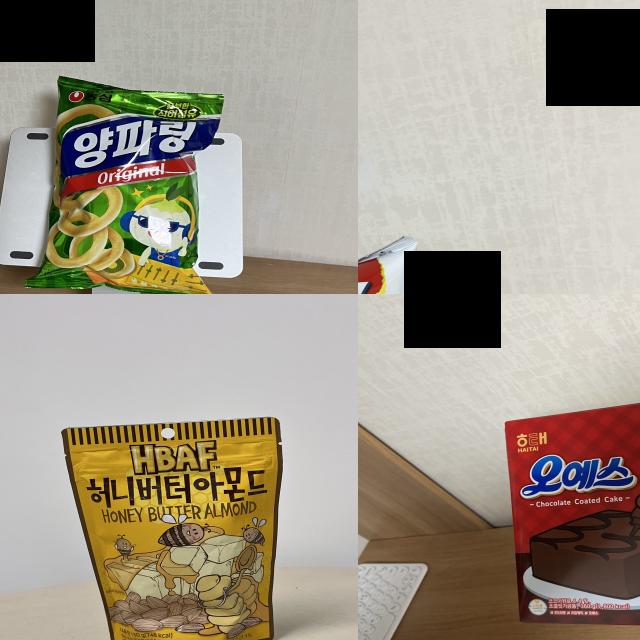 농심
양파링
Original
HBAF
허니버터아몬드
HONEY BUTTER ALMOND
해태
HAITAI
오예스
- Chocolate Coated Cake -